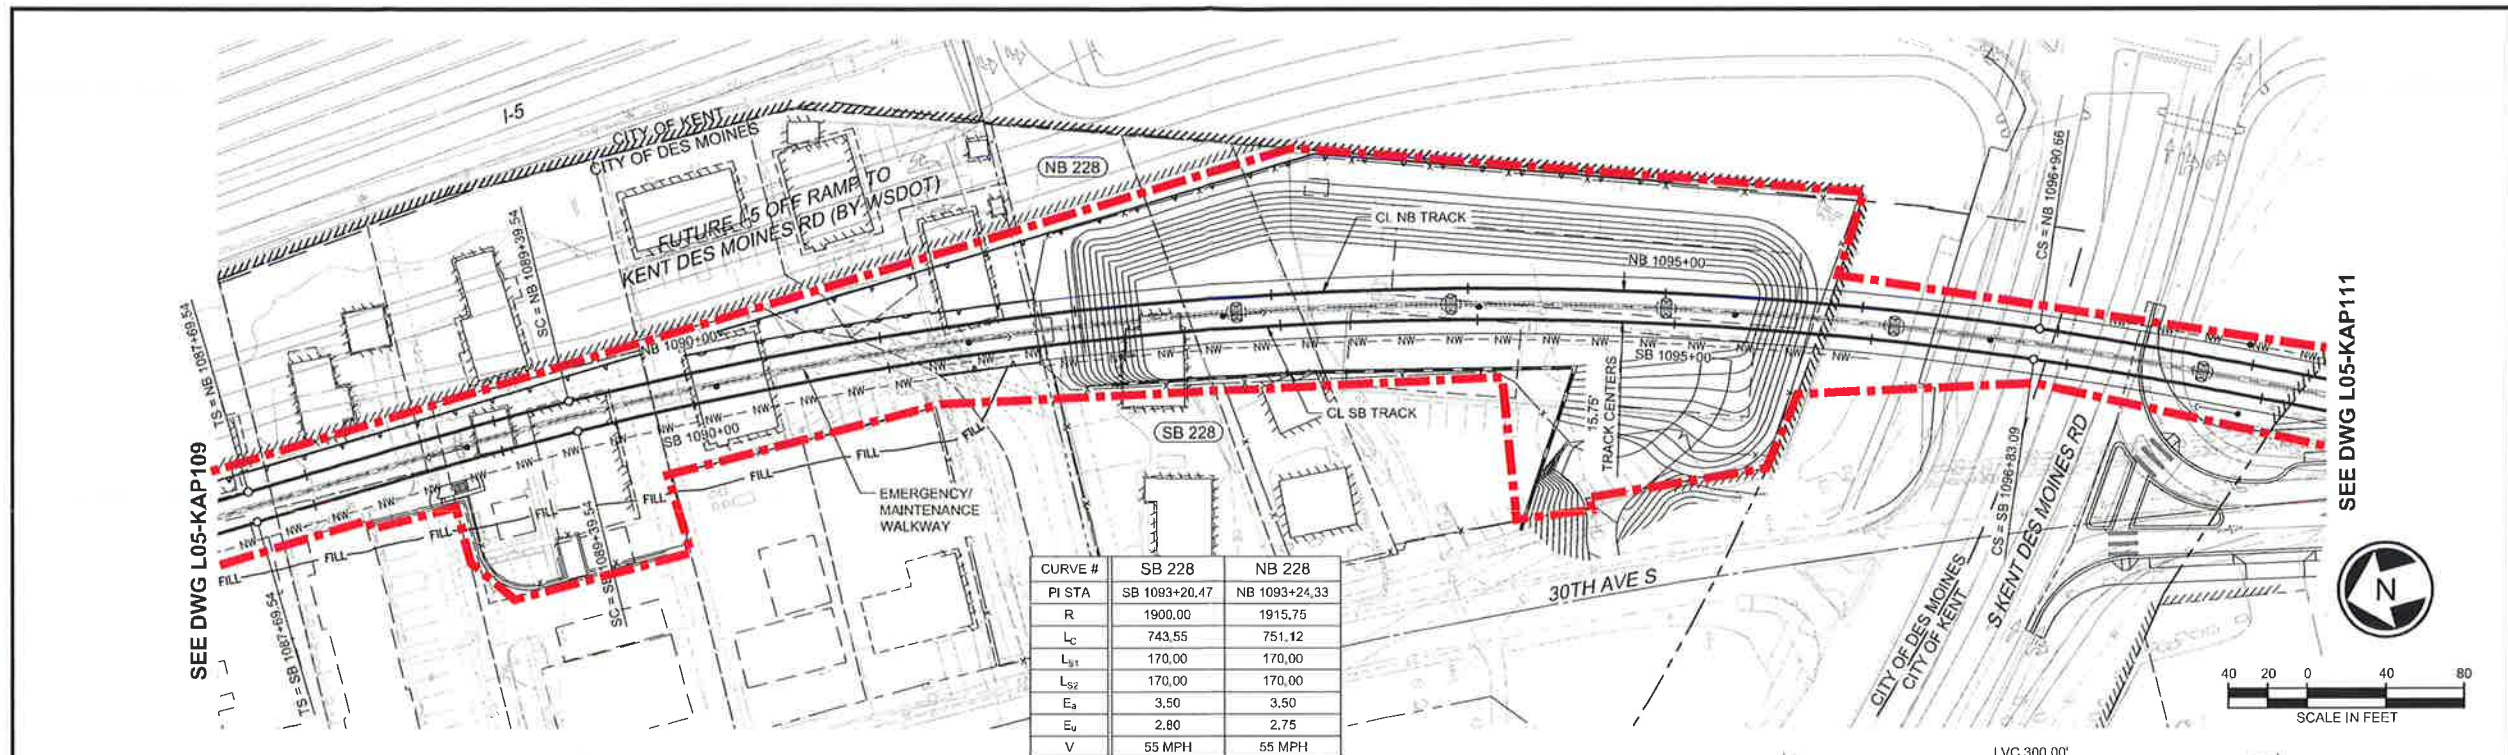 I-5
CITY OF KENT
CITY OF DES MOINES
FUTURE I-5 OFF RAMP TO
KENT DES MOINES RD (BY WSDOT)
NB 228
CL NB TRACK
NB 1095+00
CS = NB 1096+90.66
TS = NB 1087+69.54
SC = NB 1089+39.54
NB 1090+00
SB 1090+00
SB 1095+00
NW
FILL
SEE DWG L05-KAP109
SEE DWG L05-KAP111
CL SB TRACK
SB 228
15.75'
TRACK CENTERS
EMERGENCY/
MAINTENANCE
WALKWAY
TS = SB 1087+69.54
SC = SB 1089+39.54
CS = SB 1096+83.09
30TH AVE S
S KENT DES MOINES RD
CITY OF DES MOINES
CITY OF KENT
N
40 20 0 40 80
SCALE IN FEET
CURVE # SB 228 NB 228
PI STA SB 1093+20.47 NB 1093+24.33
R 1900.00 1915.75
LC 743.55 751.12
LS1 170.00 170.00
LS2 170.00 170.00
Ea 3.50 3.50
Eu 2.80 2.75
V 55 MPH 55 MPH
LVC 300.00'